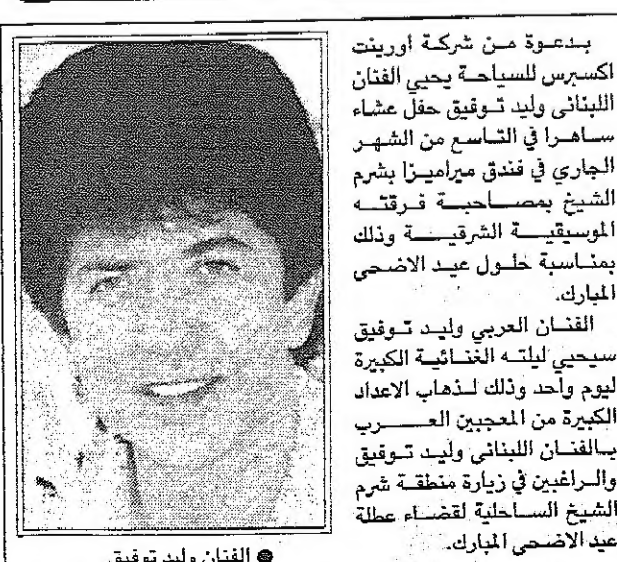 بدعوة من شركة اورينت
اكسبرس للسياحة يحيي الفنان
اللبنانى وليد توفيق حفل عشاء
ساهرا في التاسع من الشهر
الجاري في فندق ميراميزا بشرم
الشيخ بمصاحبة فرقته
الموسيقية الشرقية وذلك
بمناسبة حلول عيد الاضحى
المبارك.
الفنان العربي وليد توفيق
سيحيي ليلته الغنائية الكبيرة
ليوم واحد وذلك لذهاب الاعداد
الكبيرة من المعجبين العرب
بالفنان اللبناني وليد توفيق
والراغبين في زيارة منطقة شرم
الشيخ الساحلية لقضاء عطلة
عيد الاضحى المبارك.
● الفنان وليد توفيق